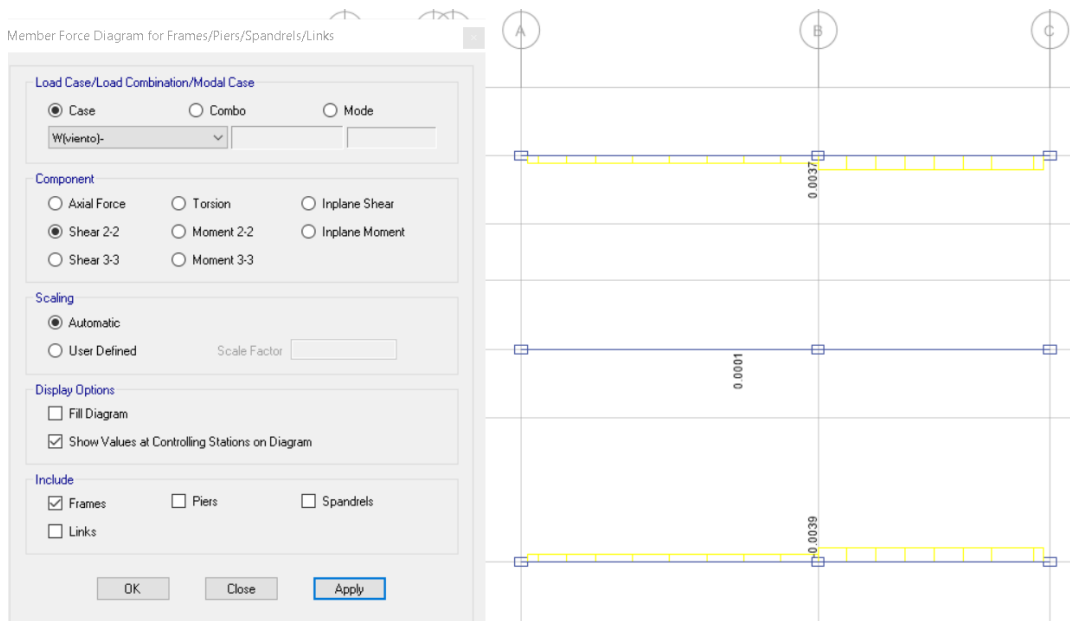 Member Force Diagram for Frames/Piers/Spandrels/Links
Load Case/Load Combination/Modal Case
Case Combo Mode
W(viento)-
Component
Axial Force Torsion Inplane Shear
Shear 2-2 Moment 2-2 Inplane Moment
Shear 3-3 Moment 3-3
Scaling
Automatic
User Defined Scale Factor
Display Options
Fill Diagram
Show Values at Controlling Stations on Diagram
Include
Frames Piers Spandrels
Links
OK Close Apply
A B C
0.0037
0.0001
0.0039